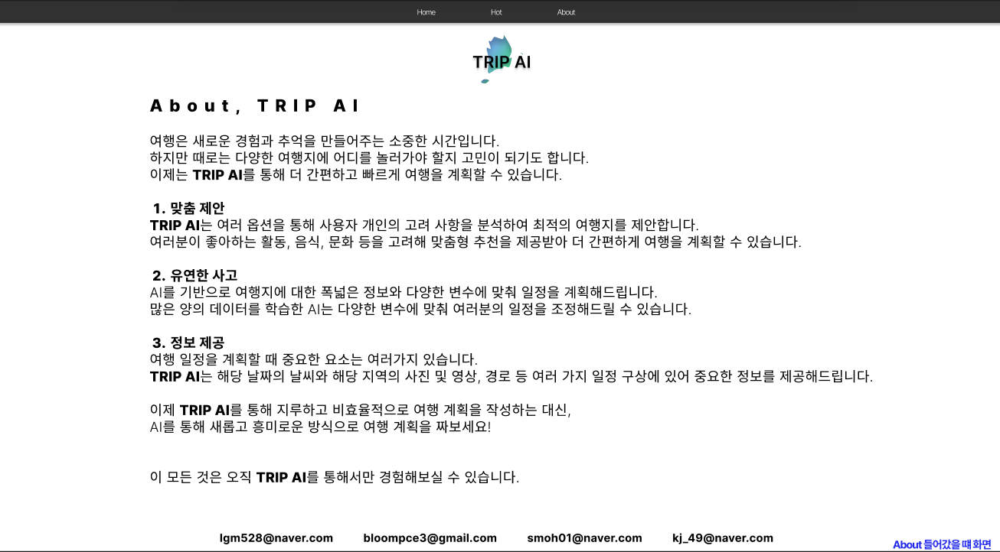 Home Hot About
TRIP AI
About, TRIP AI
여행은 새로운 경험과 추억을 만들어주는 소중한 시간입니다.
하지만 때로는 다양한 여행지에 어디를 놀러가야 할지 고민이 되기도 합니다.
이제는 TRIP AI를 통해 더 간편하고 빠르게 여행을 계획할 수 있습니다.
1. 맞춤 제안
TRIP AI는 여러 옵션을 통해 사용자 개인의 고려 사항을 분석하여 최적의 여행지를 제안합니다.
여러분이 좋아하는 활동, 음식, 문화 등을 고려해 맞춤형 추천을 제공받아 더 간편하게 여행을 계획할 수 있습니다.
2. 유연한 사고
AI를 기반으로 여행지에 대한 폭넓은 정보와 다양한 변수에 맞춰 일정을 계획해드립니다.
많은 양의 데이터를 학습한 AI는 다양한 변수에 맞춰 여러분의 일정을 조정해드릴 수 있습니다.
3. 정보 제공
여행 일정을 계획할 때 중요한 요소는 여러가지 있습니다.
TRIP AI는 해당 날짜의 날씨와 해당 지역의 사진 및 영상, 경로 등 여러 가지 일정 구상에 있어 중요한 정보를 제공해드립니다.
이제 TRIP AI를 통해 지루하고 비효율적으로 여행 계획을 작성하는 대신,
AI를 통해 새롭고 흥미로운 방식으로 여행 계획을 짜보세요!
이 모든 것은 오직 TRIP AI를 통해서만 경험해보실 수 있습니다.
lgm528@naver.com bloompce3@gmail.com smoh01@naver.com kj_49@naver.com
About 들어갔을 떄 화면